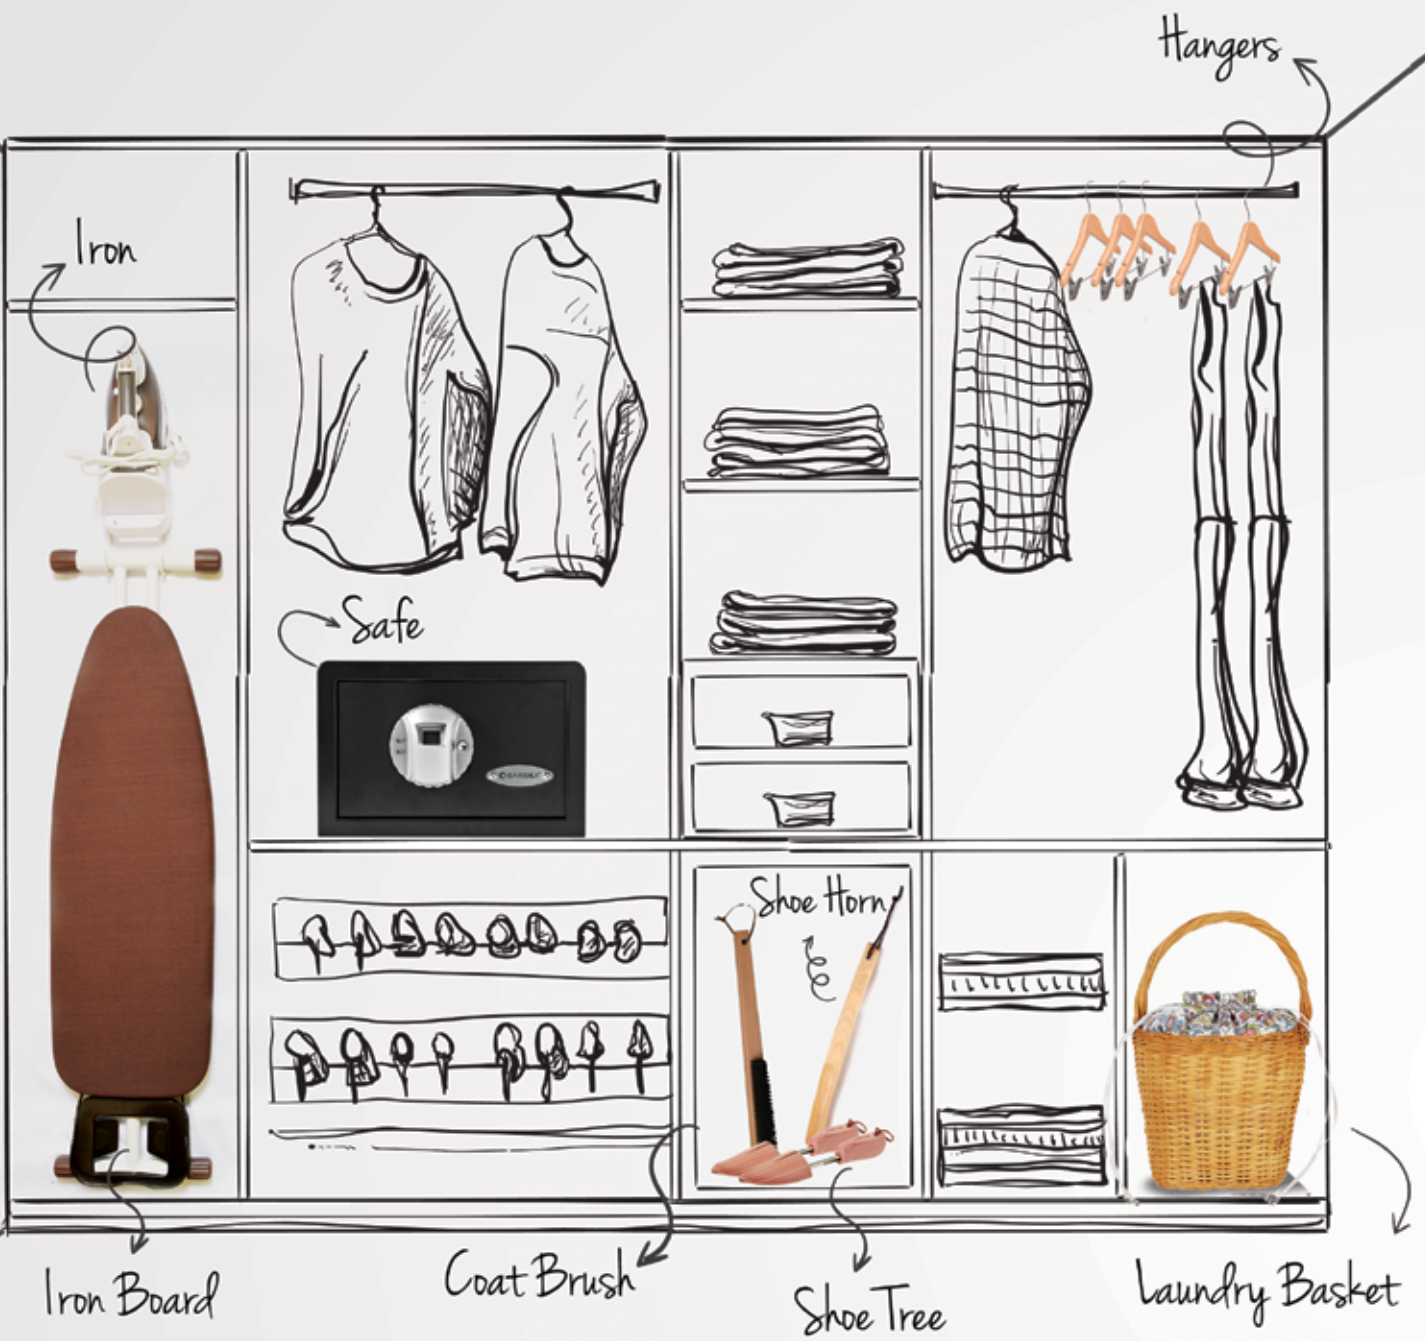 Hangers
Iron
Safe
Shoe Horn
Coat Brush
Iron Board
Shoe Tree
Laundry Basket